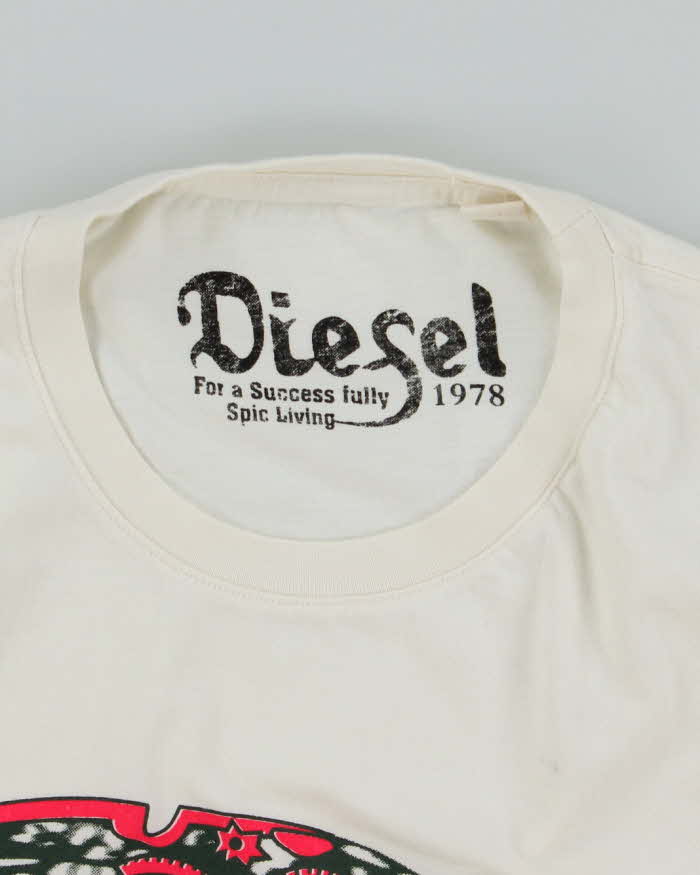 Diesel
For a Success fully 1978
Spic Living